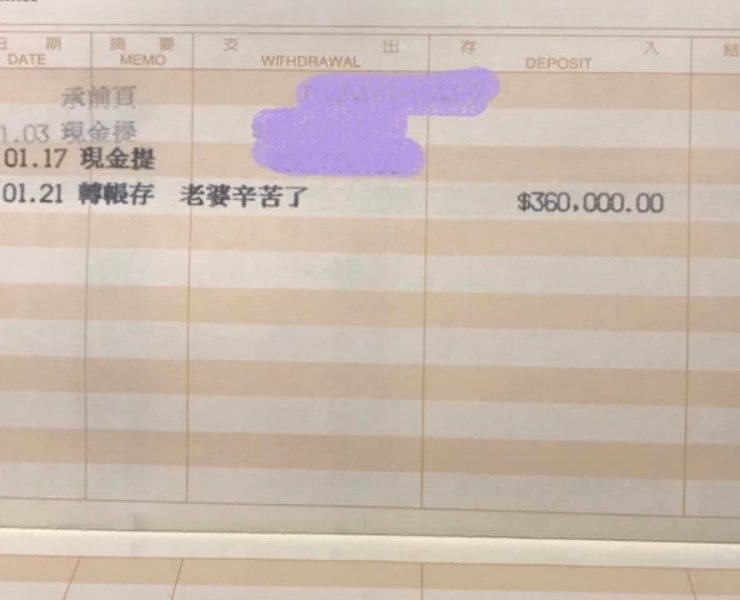 日期 摘要 支出 存入 結
DATE MEMO WITHDRAWAL DEPOSIT
承前頁
1.03 現金提
01.17 現金提
01.21 轉帳存 老婆辛苦了 $360,000.00